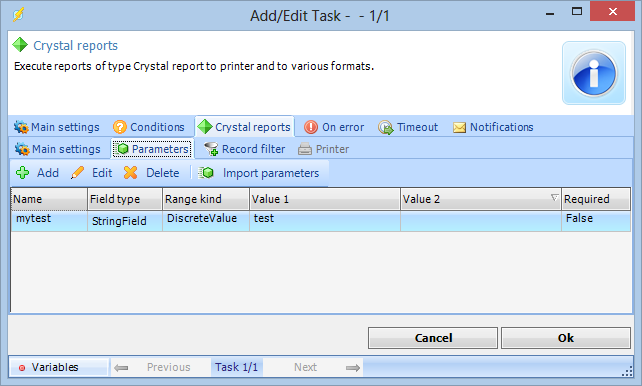 Add/Edit Task -  - 1/1
Crystal reports
Execute reports of type Crystal report to printer and to various formats.
Main settings Conditions Crystal reports On error Timeout Notifications
Main settings Parameters Record filter Printer
Add Edit Delete Import parameters
Name Field type Range kind Value 1 Value 2 Required
mytest StringField DiscreteValue test False
Cancel Ok
Variables Previous Task 1/1 Next